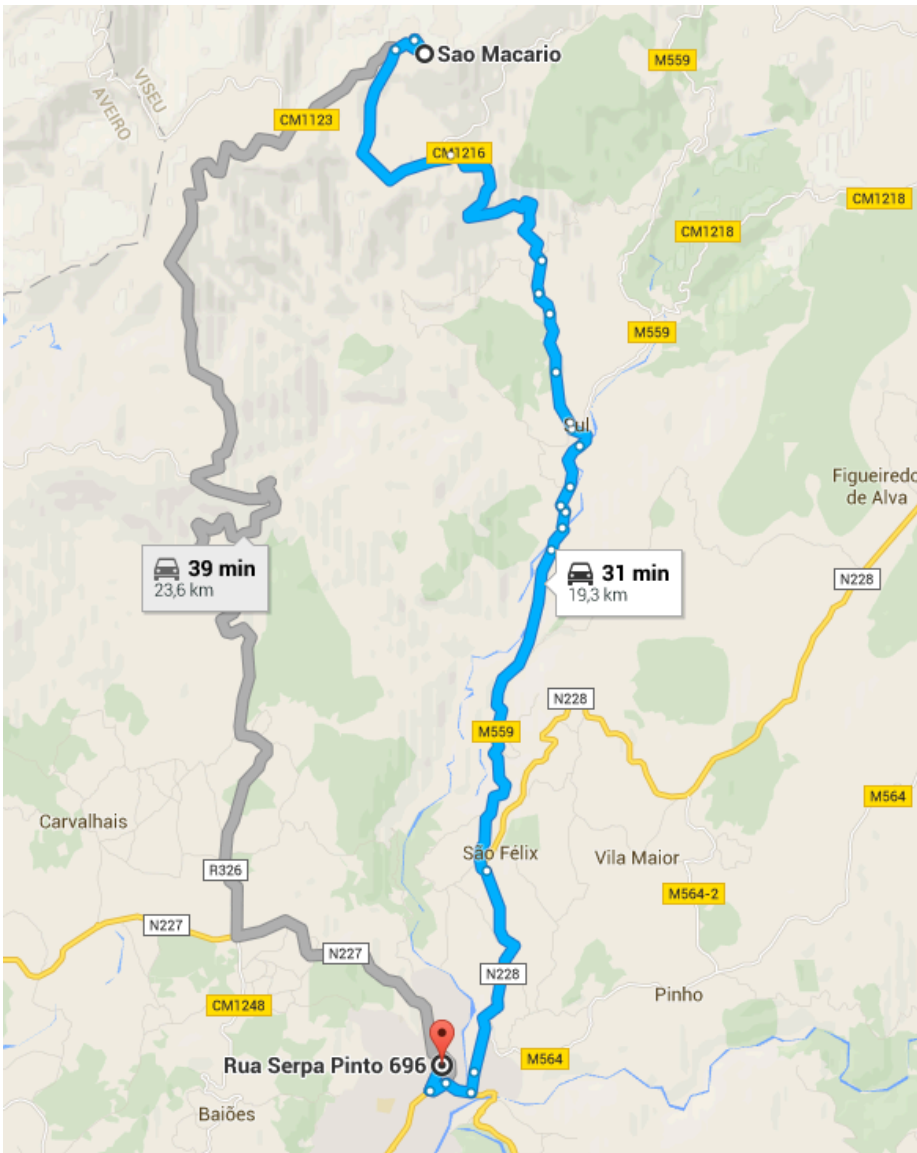 Sao Macario
M559
VISEU
AVEIRO
CM1123
CM1216
CM1218
CM1218
M559
Sul
Figueiredo
de Alva
39 min
23,6 km
31 min
19,3 km
N228
N228
M559
M564
Carvalhais
São Félix
Vila Maior
R326
M564-2
N227
N227
N228
Pinho
CM1248
M564
Rua Serpa Pinto 696
Baiões